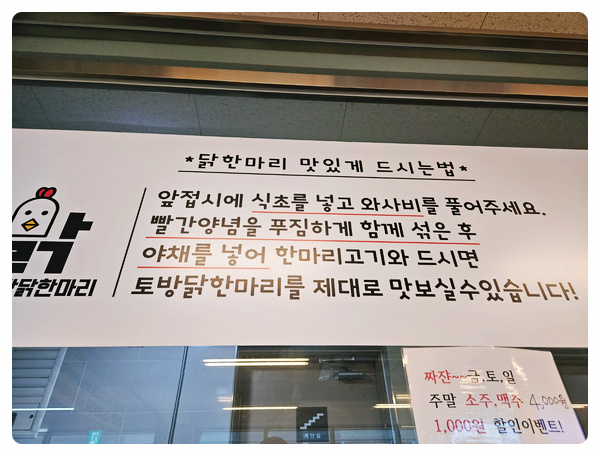 *닭한마리 맛있게 드시는법*
앞접시에 식초를 넣고 와사비를 풀어주세요.
빨간양념을 푸짐하게 함께 섞은 후
야채를 넣어 한마리고기와 드시면
토방닭한마리를 제대로 맛보실수있습니다!
닭한마리
짜잔~~금,토,일
주말 소주,맥주 4,000원
1,000원 할인이벤트!
계단실